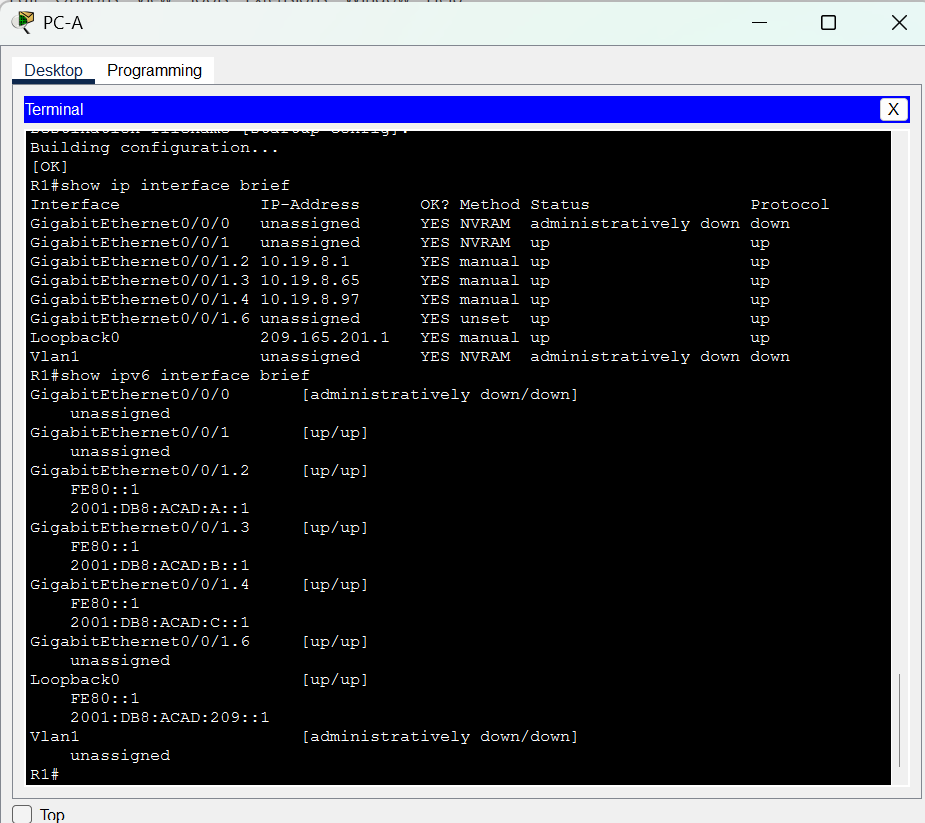 PC-A
Desktop Programming
Terminal X
Building configuration...
[OK]
R1#show ip interface brief
Interface IP-Address OK? Method Status Protocol
GigabitEthernet0/0/0 unassigned YES NVRAM administratively down down
GigabitEthernet0/0/1 unassigned YES NVRAM up up
GigabitEthernet0/0/1.2 10.19.8.1 YES manual up up
GigabitEthernet0/0/1.3 10.19.8.65 YES manual up up
GigabitEthernet0/0/1.4 10.19.8.97 YES manual up up
GigabitEthernet0/0/1.6 unassigned YES unset up up
Loopback0 209.165.201.1 YES manual up up
Vlan1 unassigned YES NVRAM administratively down down
R1#show ipv6 interface brief
GigabitEthernet0/0/0 [administratively down/down]
unassigned
GigabitEthernet0/0/1 [up/up]
unassigned
GigabitEthernet0/0/1.2 [up/up]
FE80::1
2001:DB8:ACAD:A::1
GigabitEthernet0/0/1.3 [up/up]
FE80::1
2001:DB8:ACAD:B::1
GigabitEthernet0/0/1.4 [up/up]
FE80::1
2001:DB8:ACAD:C::1
GigabitEthernet0/0/1.6 [up/up]
unassigned
Loopback0 [up/up]
FE80::1
2001:DB8:ACAD:209::1
Vlan1 [administratively down/down]
unassigned
R1#
Top